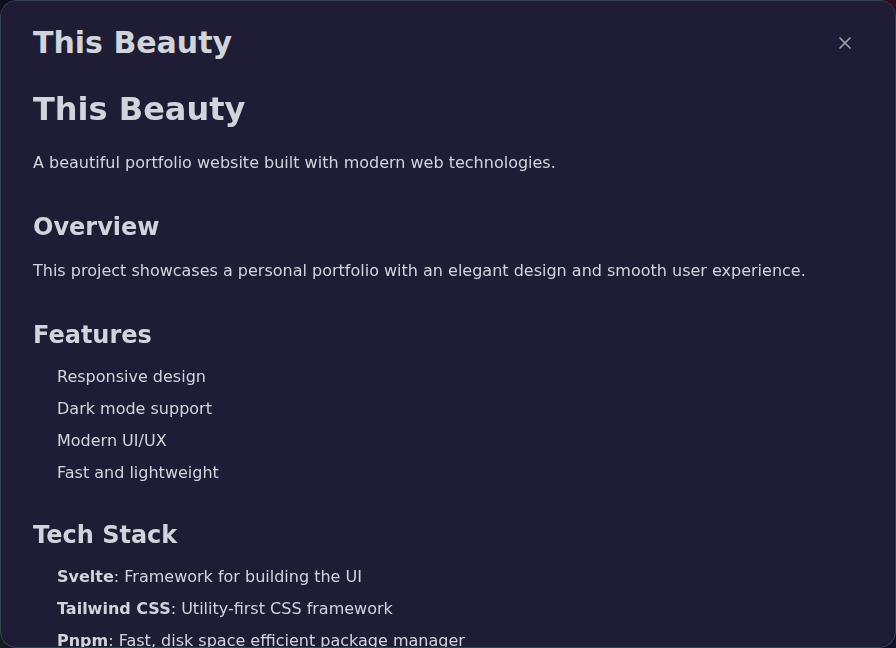 This Beauty
This Beauty
A beautiful portfolio website built with modern web technologies.
Overview
This project showcases a personal portfolio with an elegant design and smooth user experience.
Features
Responsive design
Dark mode support
Modern UI/UX
Fast and lightweight
Tech Stack
Svelte: Framework for building the UI
Tailwind CSS: Utility-first CSS framework
Pnpm: Fast, disk space efficient package manager